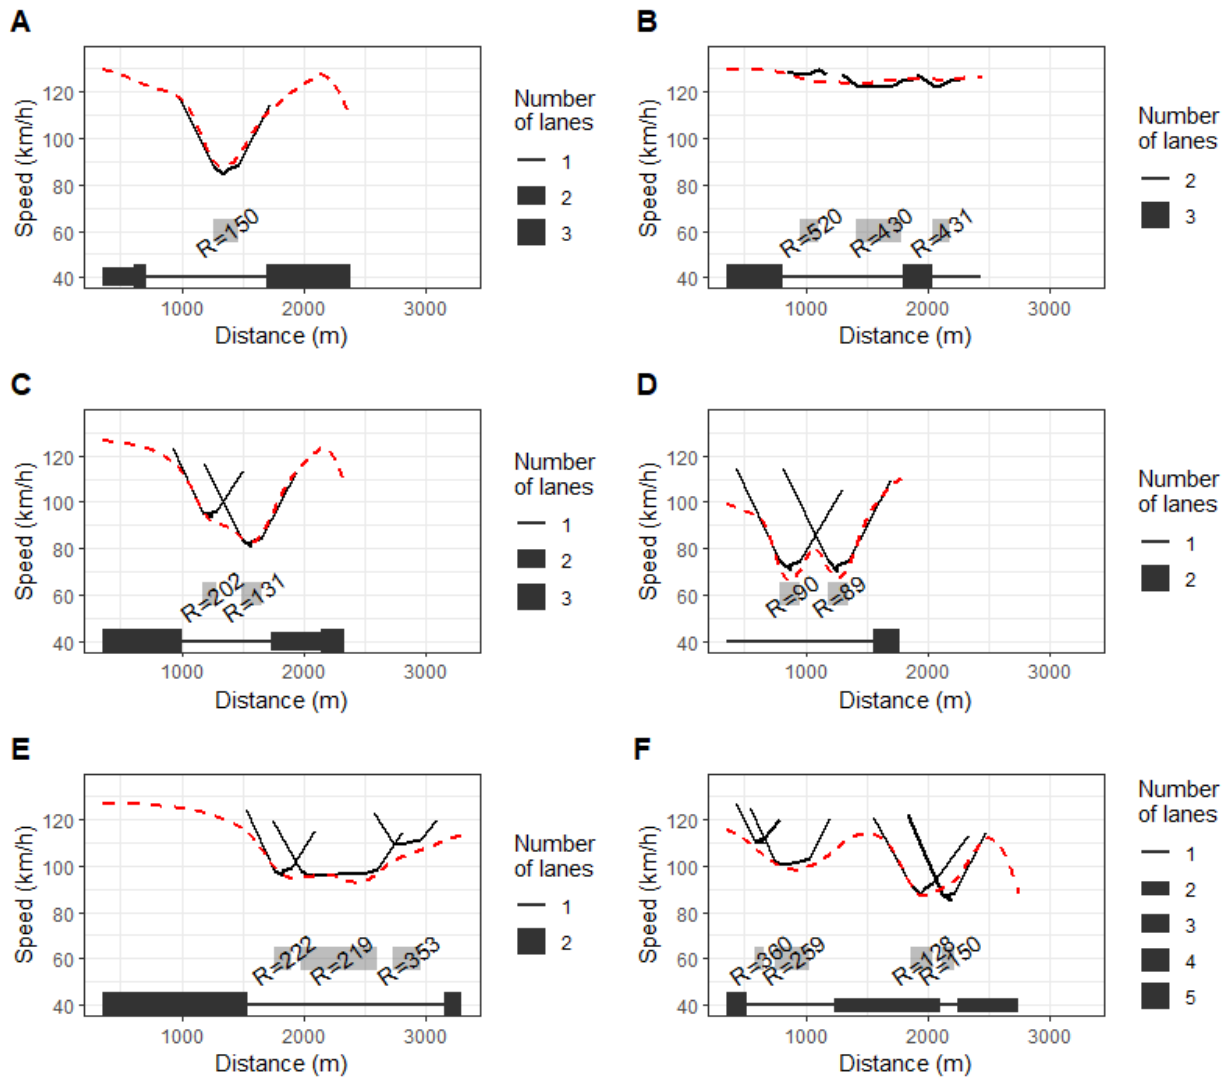 A
Speed (km/h)
120
100
80
60
40
R=150
1000
2000
3000
Distance (m)
Number
of lanes
1
2
3
B
Speed (km/h)
120
100
80
60
40
R=520
R=430
R=431
1000
2000
3000
Distance (m)
Number
of lanes
2
3
C
Speed (km/h)
120
100
80
60
40
R=202
R=131
1000
2000
3000
Distance (m)
Number
of lanes
1
2
3
D
Speed (km/h)
120
100
80
60
40
R=90
R=89
1000
2000
3000
Distance (m)
Number
of lanes
1
2
E
Speed (km/h)
120
100
80
60
40
R=222
R=219
R=353
1000
2000
3000
Distance (m)
Number
of lanes
1
2
F
Speed (km/h)
120
100
80
60
40
R=360
R=259
R=128
R=150
1000
2000
3000
Distance (m)
Number
of lanes
1
2
3
4
5